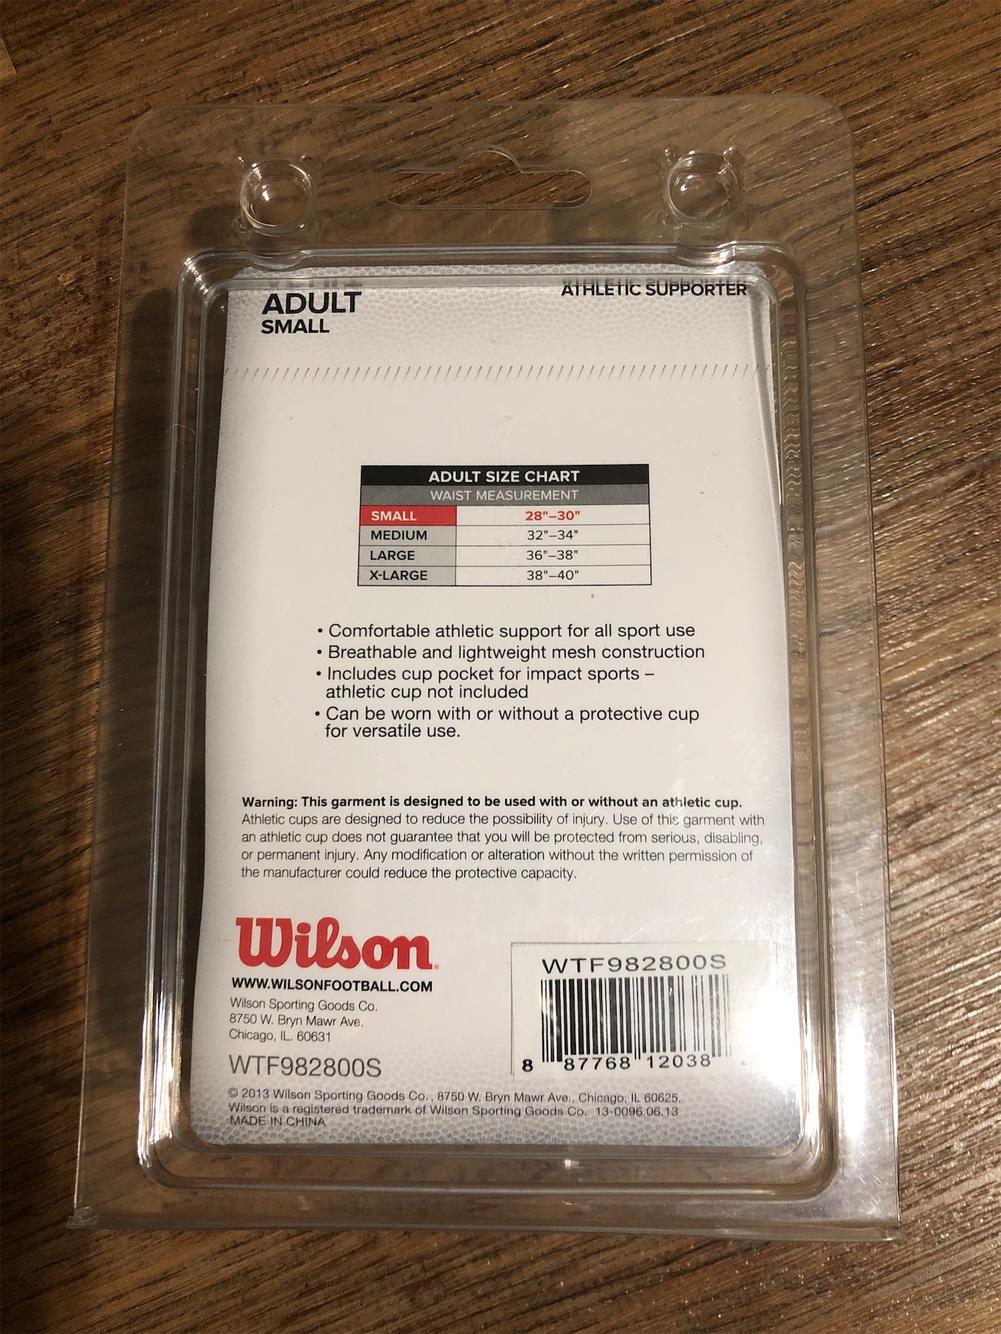 ADULT
SMALL
ATHLETIC SUPPORTER
ADULT SIZE CHART
WAIST MEASUREMENT
SMALL 28"–30"
MEDIUM 32"–34"
LARGE 36"–38"
X-LARGE 38"–40"
• Comfortable athletic support for all sport use
• Breathable and lightweight mesh construction
• Includes cup pocket for impact sports –
athletic cup not included
• Can be worn with or without a protective cup
for versatile use.
Warning: This garment is designed to be used with or without an athletic cup.
Athletic cups are designed to reduce the possibility of injury. Use of this garment with
an athletic cup does not guarantee that you will be protected from serious, disabling,
or permanent injury. Any modification or alteration without the written permission of
the manufacturer could reduce the protective capacity.
Wilson
WWW.WILSONFOOTBALL.COM
Wilson Sporting Goods Co.
8750 W. Bryn Mawr Ave.
Chicago, IL. 60631
WTF982800S
WTF982800S
8 87768 12038
© 2013 Wilson Sporting Goods Co., 8750 W. Bryn Mawr Ave., Chicago, IL 60625.
Wilson is a registered trademark of Wilson Sporting Goods Co. 13-0096.06.13
MADE IN CHINA